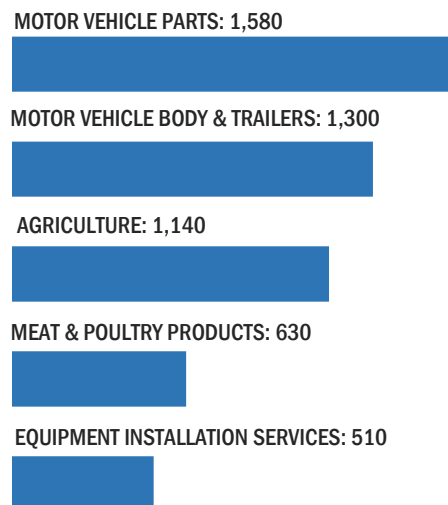 MOTOR VEHICLE PARTS: 1,580
MOTOR VEHICLE BODY & TRAILERS: 1,300
AGRICULTURE: 1,140
MEAT & POULTRY PRODUCTS: 630
EQUIPMENT INSTALLATION SERVICES: 510